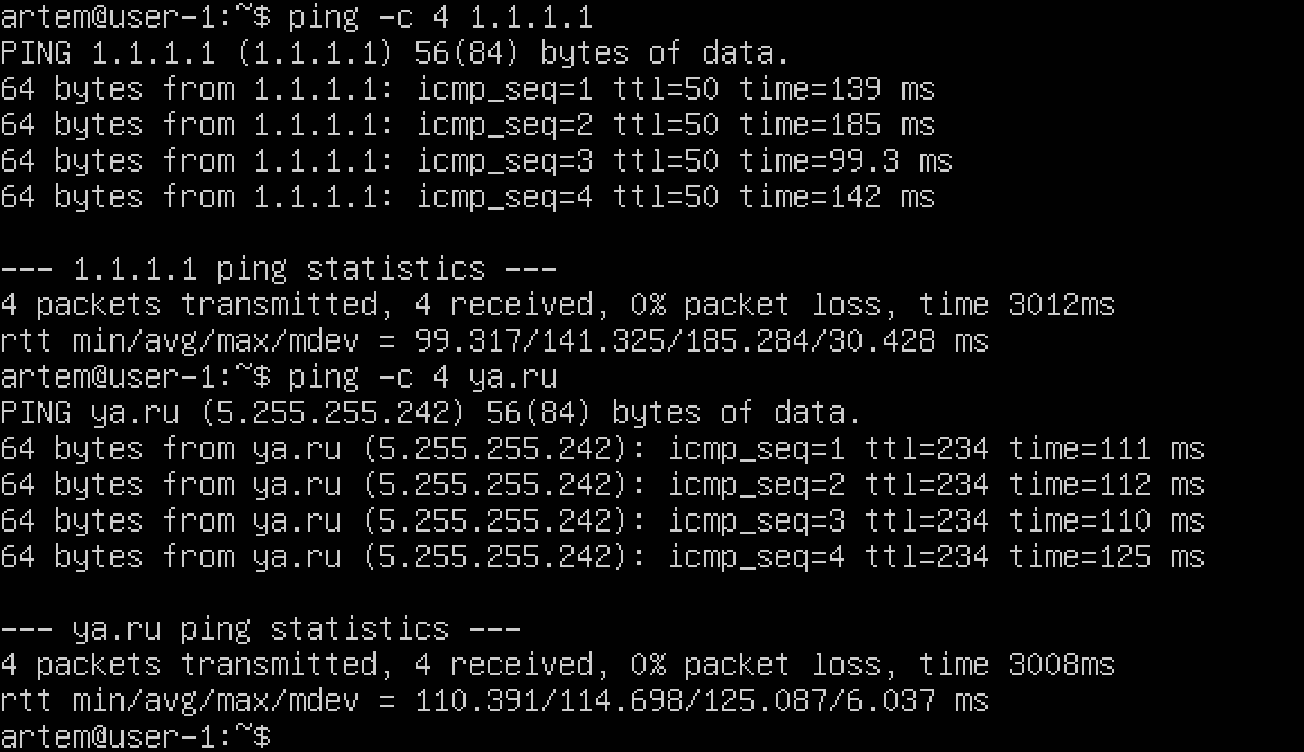 artem@user-1:~$ ping -c 4 1.1.1.1
PING 1.1.1.1 (1.1.1.1) 56(84) bytes of data.
64 bytes from 1.1.1.1: icmp_seq=1 ttl=50 time=139 ms
64 bytes from 1.1.1.1: icmp_seq=2 ttl=50 time=185 ms
64 bytes from 1.1.1.1: icmp_seq=3 ttl=50 time=99.3 ms
64 bytes from 1.1.1.1: icmp_seq=4 ttl=50 time=142 ms

--- 1.1.1.1 ping statistics ---
4 packets transmitted, 4 received, 0% packet loss, time 3012ms
rtt min/avg/max/mdev = 99.317/141.325/185.284/30.428 ms
artem@user-1:~$ ping -c 4 ya.ru
PING ya.ru (5.255.255.242) 56(84) bytes of data.
64 bytes from ya.ru (5.255.255.242): icmp_seq=1 ttl=234 time=111 ms
64 bytes from ya.ru (5.255.255.242): icmp_seq=2 ttl=234 time=112 ms
64 bytes from ya.ru (5.255.255.242): icmp_seq=3 ttl=234 time=110 ms
64 bytes from ya.ru (5.255.255.242): icmp_seq=4 ttl=234 time=125 ms

--- ya.ru ping statistics ---
4 packets transmitted, 4 received, 0% packet loss, time 3008ms
rtt min/avg/max/mdev = 110.391/114.698/125.087/6.037 ms
artem@user-1:~$